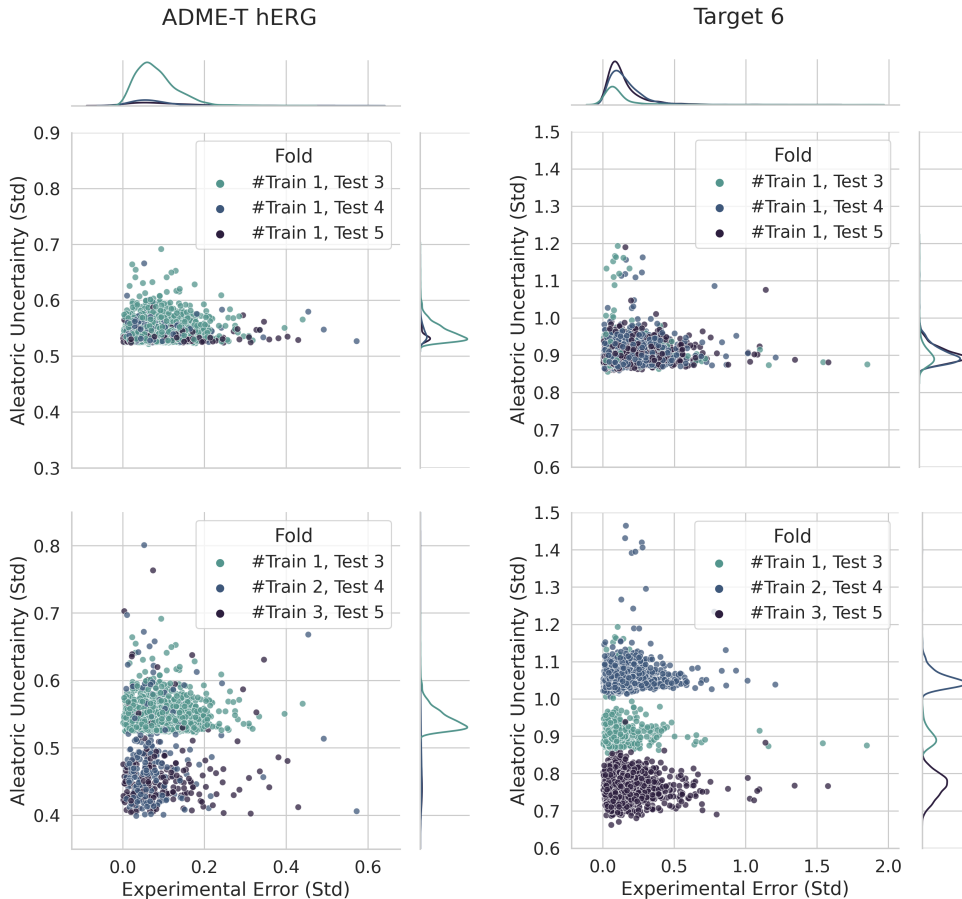 ADME-T hERG
Target 6
0.9
0.8
0.7
0.6
0.5
0.4
0.3
Aleatoric Uncertainty (Std)
Fold
#Train 1, Test 3
#Train 1, Test 4
#Train 1, Test 5
1.5
1.4
1.3
1.2
1.1
1.0
0.9
0.8
0.7
0.6
Aleatoric Uncertainty (Std)
Fold
#Train 1, Test 3
#Train 1, Test 4
#Train 1, Test 5
0.8
0.7
0.6
0.5
0.4
Aleatoric Uncertainty (Std)
Fold
#Train 1, Test 3
#Train 2, Test 4
#Train 3, Test 5
0.0 0.2 0.4 0.6
Experimental Error (Std)
1.5
1.4
1.3
1.2
1.1
1.0
0.9
0.8
0.7
0.6
Aleatoric Uncertainty (Std)
Fold
#Train 1, Test 3
#Train 2, Test 4
#Train 3, Test 5
0.0 0.5 1.0 1.5 2.0
Experimental Error (Std)